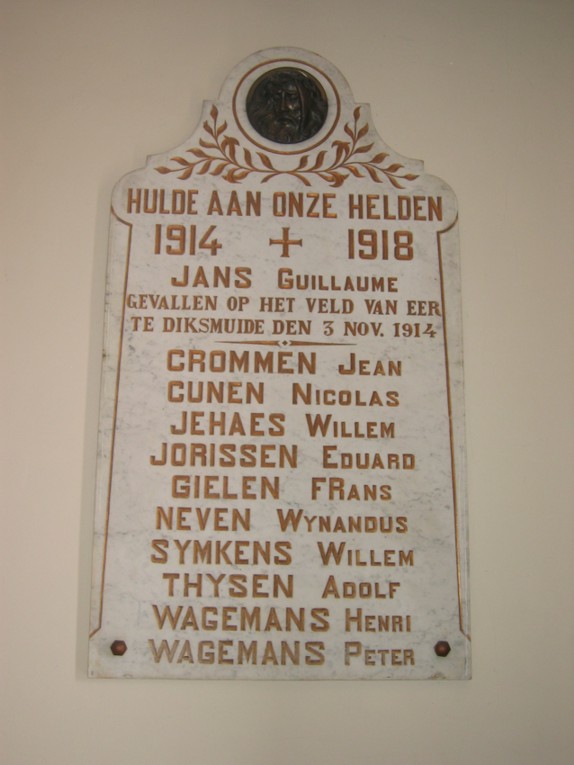 HULDE AAN ONZE HELDEN
1914 + 1918
JANS GUILLAUME
GEVALLEN OP HET VELD VAN EER
TE DIKSMUIDE DEN 3 NOV. 1914
CROMMEN JEAN
CUNEN NICOLAS
JEHAES WILLEM
JORISSEN EDUARD
GIELEN FRANS
NEVEN WYNANDUS
SYMKENS WILLEM
THYSEN ADOLF
WAGEMANS HENRI
WAGEMANS PETER